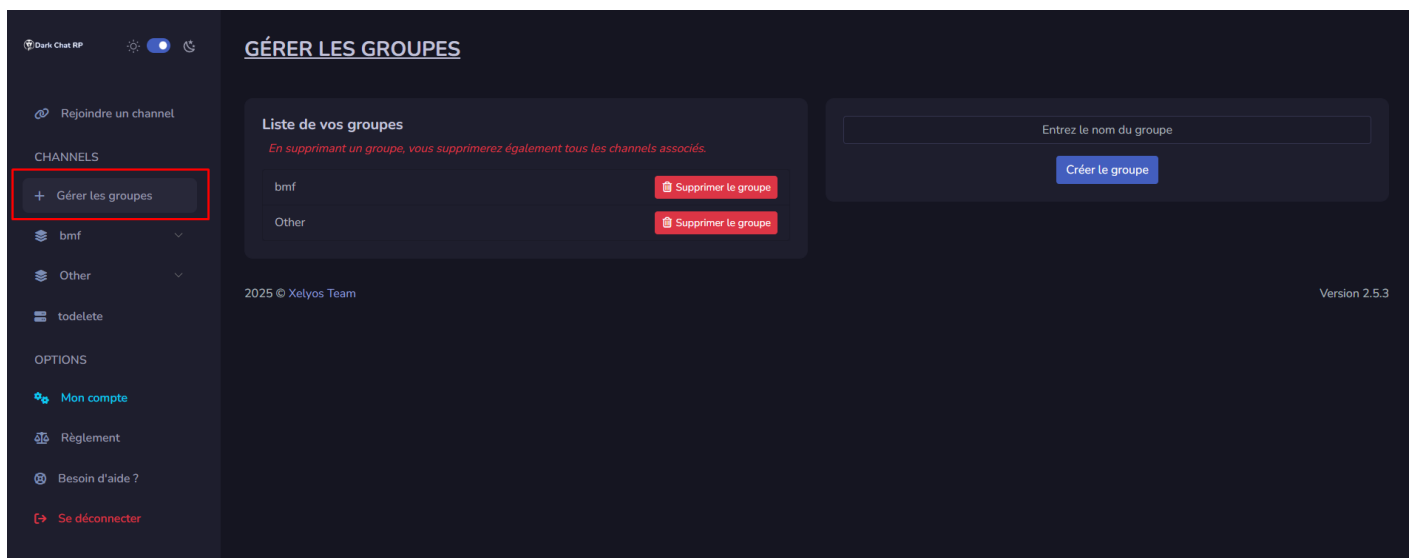 Dark Chat RP
Rejoindre un channel
CHANNELS
Gérer les groupes
bmf
Other
todelete
OPTIONS
Mon compte
Règlement
Besoin d'aide ?
Se déconnecter
GÉRER LES GROUPES
Liste de vos groupes
En supprimant un groupe, vous supprimerez également tous les channels associés.
bmf Supprimer le groupe
Other Supprimer le groupe
Entrez le nom du groupe
Créer le groupe
2025 © Xelyos Team
Version 2.5.3